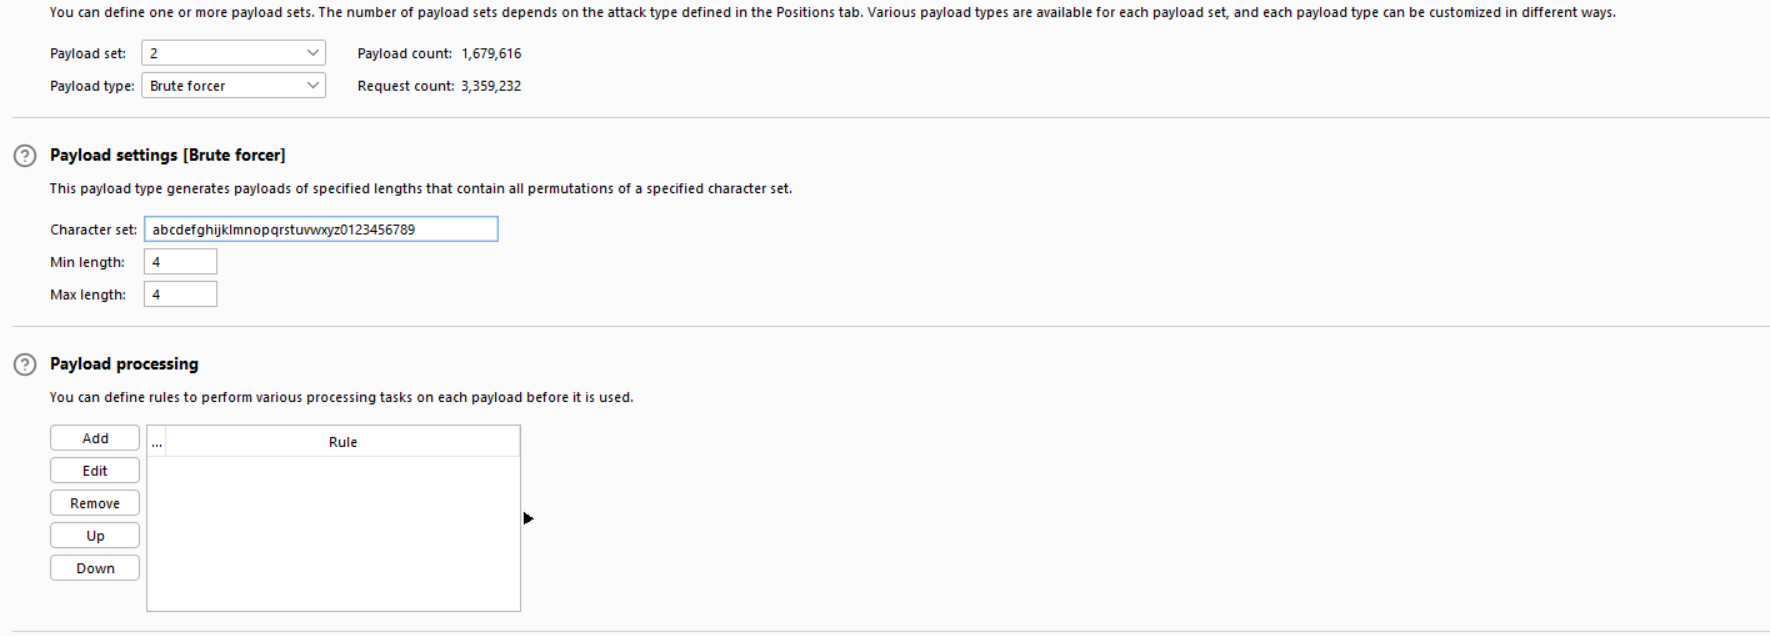 You can define one or more payload sets. The number of payload sets depends on the attack type defined in the Positions tab. Various payload types are available for each payload set, and each payload type can be customized in different ways.
Payload set: 2 Payload count: 1,679,616
Payload type: Brute forcer Request count: 3,359,232
? Payload settings [Brute forcer]
This payload type generates payloads of specified lengths that contain all permutations of a specified character set.
Character set: abcdefghijklmnopqrstuvwxyz0123456789
Min length: 4
Max length: 4
? Payload processing
You can define rules to perform various processing tasks on each payload before it is used.
Add ... Rule
Edit
Remove
Up
Down